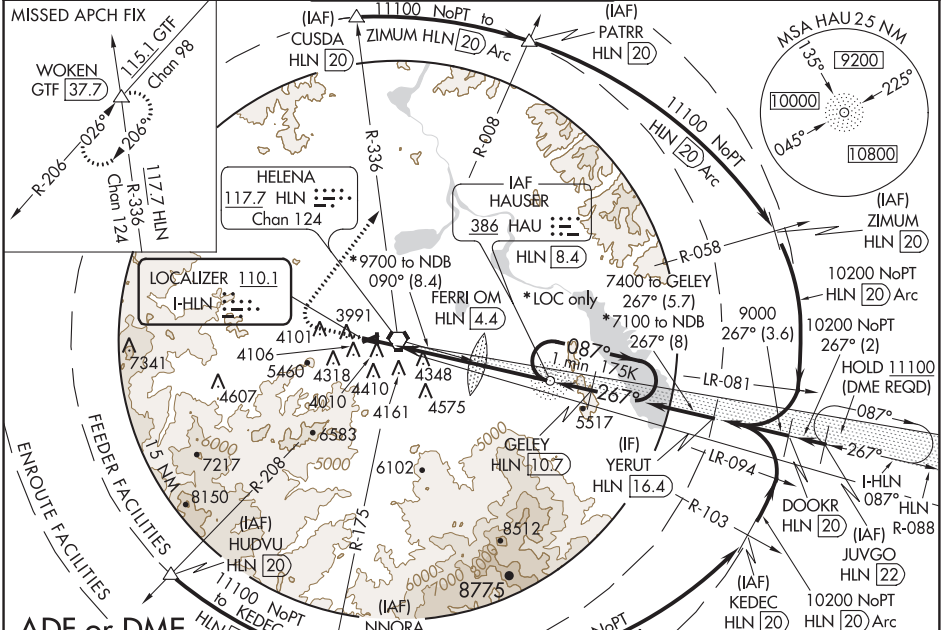 MISSED APCH FIX
WOKEN
GTF 37.7
115.1 GTF
Chan 98
026°
206°
R-206
117.7 HLN
R-336
Chan 124
(IAF)
CUSDA
HLN 20
11100 NoPT to
ZIMUM HLN 20 Arc
(IAF)
PATRR
HLN 20
MSA HAU 25 NM
135°
9200
225°
10000
045°
10800
R-336
R-008
11100 NoPT
HLN 20 Arc
HELENA
117.7 HLN
Chan 124
IAF
HAUSER
386 HAU
HLN 8.4
(IAF)
ZIMUM
HLN 20
R-058
LOCALIZER 110.1
I-HLN
*9700 to NDB
090° (8.4)
FERRI OM
HLN 4.4
*LOC only
7400 to GELEY
267° (5.7)
*7100 to NDB
267° (8)
9000
267° (3.6)
10200 NoPT
HLN 20 Arc
10200 NoPT
267° (2)
HOLD 11100
(DME REQD)
3991
4101
4106
7341
5460
4318
4410
4348
4607
4010
4161
4575
087°
1 min
175K
267°
LR-081
087°
267°
5517
6583
6000
5000
5000
7217
6102
8150
R-208
15 NM
GELEY
HLN 10.7
(IF)
YERUT
HLN 16.4
LR-094
R-103
DOOKR
HLN 20
I-HLN
087°
HLN
R-088
(IAF)
JUVGO
HLN 22
FEEDER FACILITIES
ENROUTE FACILITIES
(IAF)
HUDVU
HLN 20
R-175
8512
6000
7000
8000
8775
(IAF)
KEDEC
HLN 20
10200 NoPT
HLN 20 Arc
11100 NoPT
to KEDEC
HLN
(IAF)
NNORA
NoPT
ADF or DME